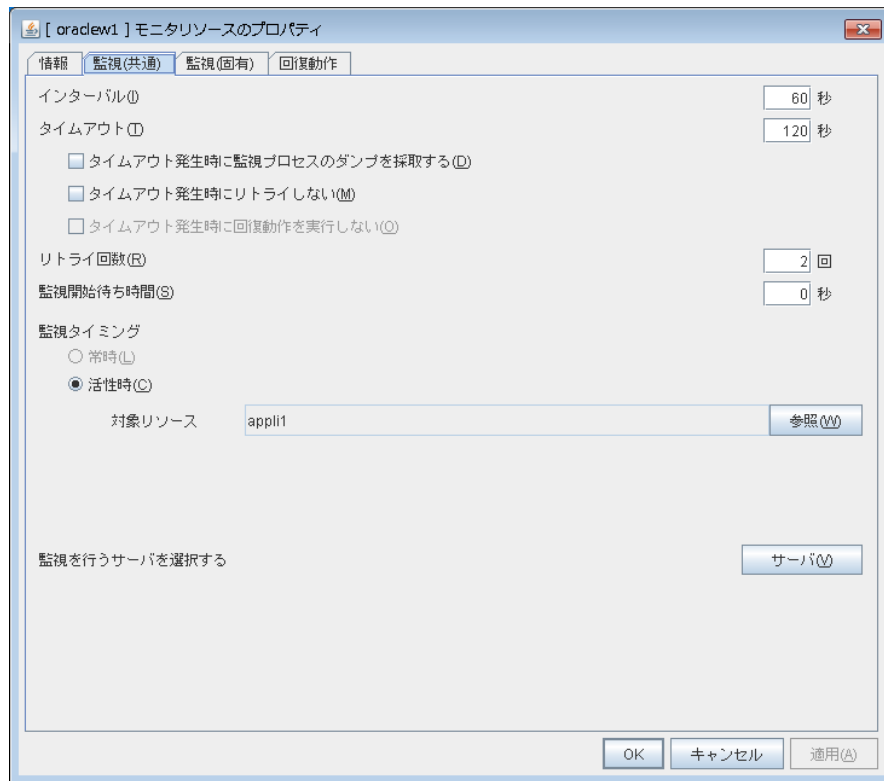 [ oraclew1 ] モニタリソースのプロパティ
情報 監視(共通) 監視(固有) 回復動作
インターバル(I) 60 秒
タイムアウト(T) 120 秒
タイムアウト発生時に監視プロセスのダンプを採取する(D)
タイムアウト発生時にリトライしない(M)
タイムアウト発生時に回復動作を実行しない(O)
リトライ回数(R) 2 回
監視開始待ち時間(S) 0 秒
監視タイミング
常時(L)
活性時(C)
対象リソース appli1 参照(W)
監視を行うサーバを選択する サーバ(V)
OK キャンセル 適用(A)